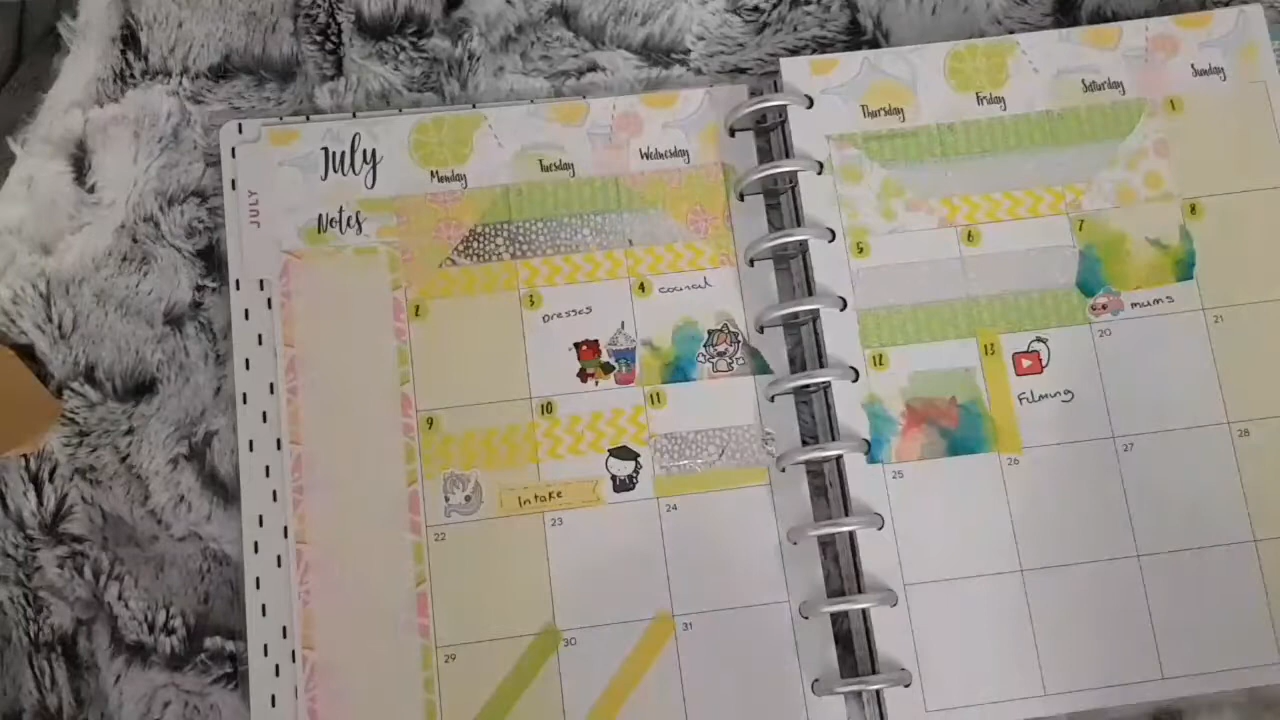 July
JULY
Notes
Monday
Tuesday
Wednesday
Thursday
Friday
Saturday
Sunday
1
2
3
Dresses
4
counsel
5
6
7
mums
8
9
10
Intake
11
12
13
Filming
20
21
22
23
24
25
26
27
28
29
30
31